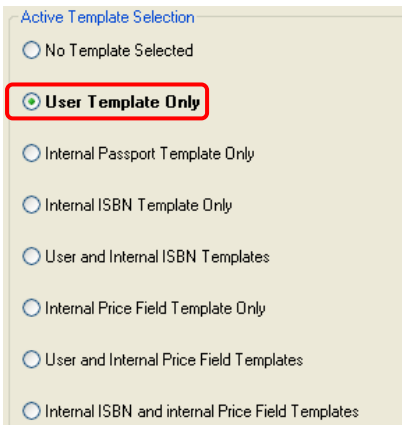 Active Template Selection
No Template Selected
User Template Only
Internal Passport Template Only
Internal ISBN Template Only
User and Internal ISBN Templates
Internal Price Field Template Only
User and Internal Price Field Templates
Internal ISBN and internal Price Field Templates